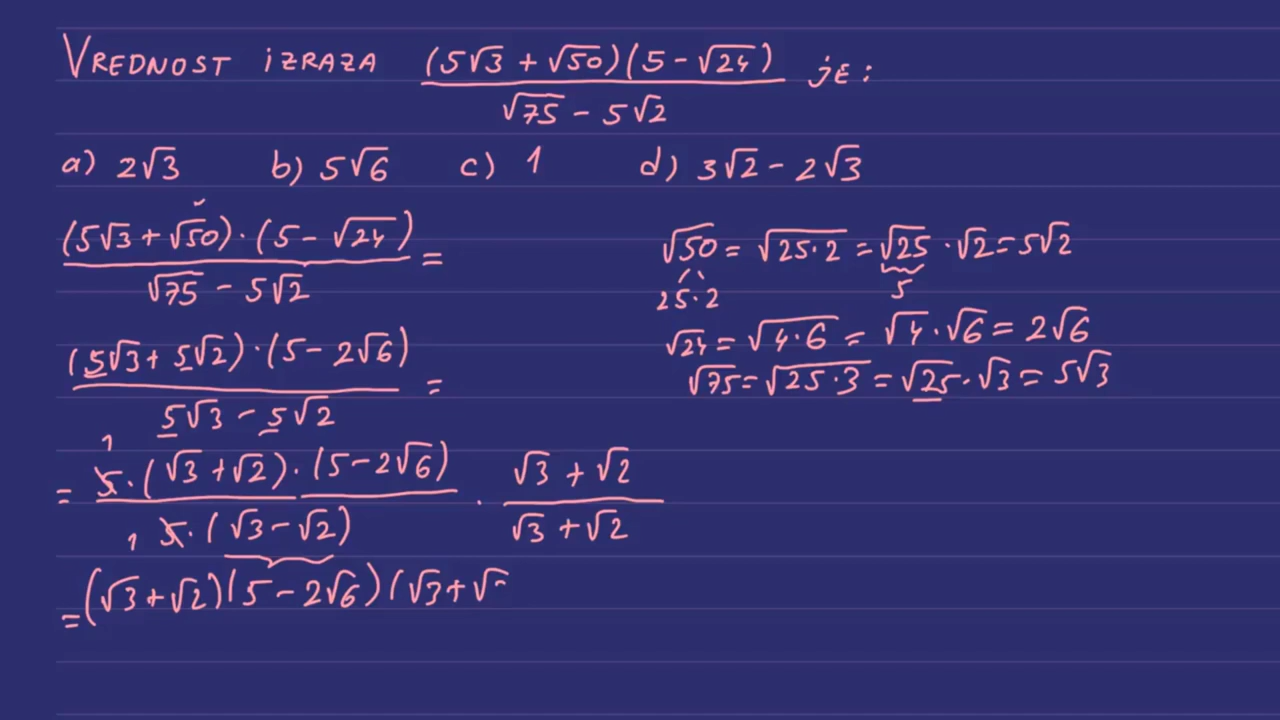 VREDNOST IZRAZA (5√3 + √50)(5 - √24) / (√75 - 5√2) JE:
a) 2√3 b) 5√6 c) 1 d) 3√2 - 2√3
(5√3 + √50) · (5 - √24) / (√75 - 5√2) =
(5√3 + 5√2) · (5 - 2√6) / (5√3 - 5√2) =
1
= 5 · (√3 + √2) · (5 - 2√6) / (5 · (√3 - √2)) · (√3 + √2) / (√3 + √2)
1
= (√3 + √2)(5 - 2√6)(√3 + √
√50 = √25·2 = √25 · √2 = 5√2
25·2 5
√24 = √4·6 = √4 · √6 = 2√6
√75 = √25·3 = √25 · √3 = 5√3